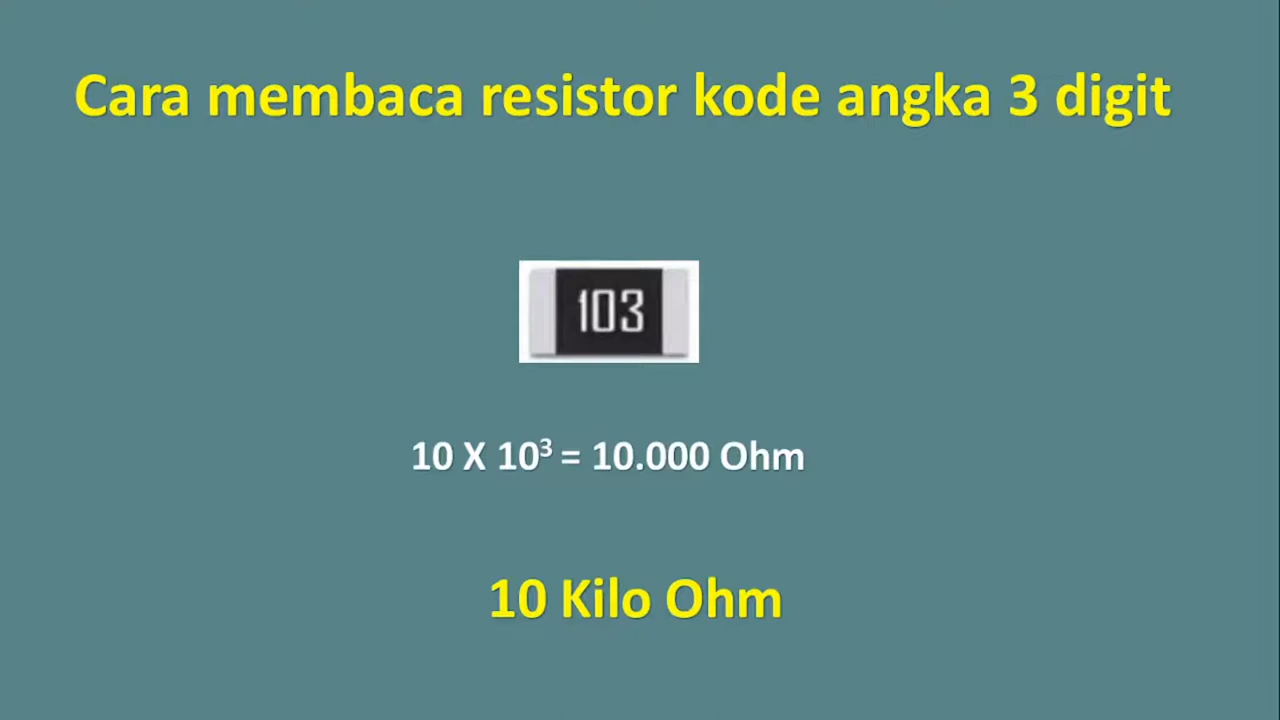 Cara membaca resistor kode angka 3 digit
103
10 X 10³ = 10.000 Ohm
10 Kilo Ohm